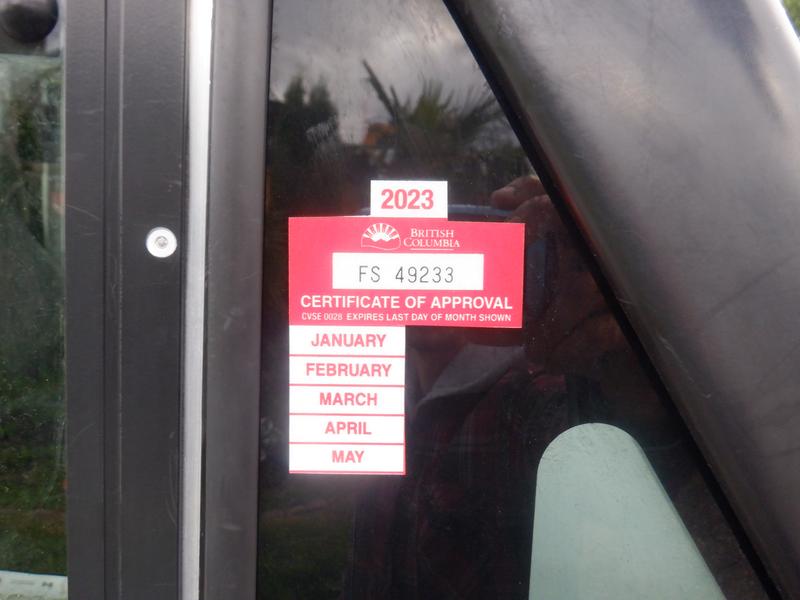 2023
BRITISH
COLUMBIA
FS 49233
CERTIFICATE OF APPROVAL
CVSE 0028 EXPIRES LAST DAY OF MONTH SHOWN
JANUARY
FEBRUARY
MARCH
APRIL
MAY